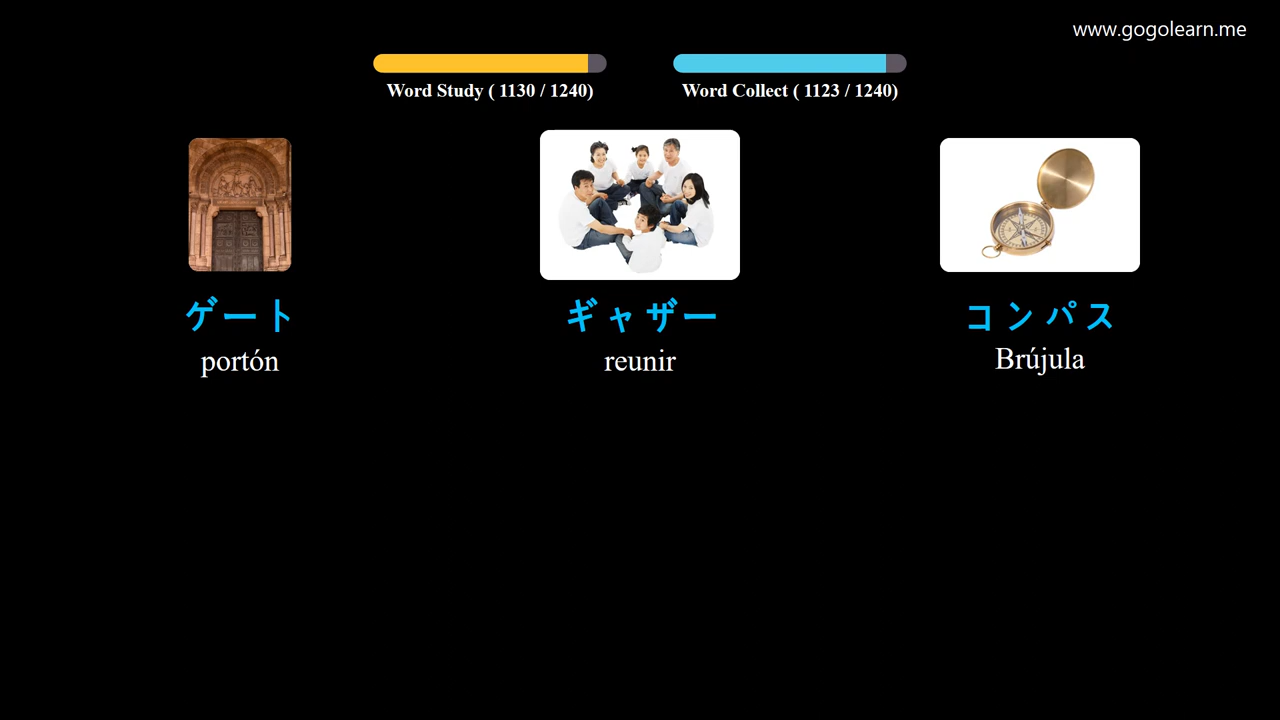 www.gogolearn.me
Word Study ( 1130 / 1240)
Word Collect ( 1123 / 1240)
ゲート
ギャザー
コンパス
portón
reunir
Brújula